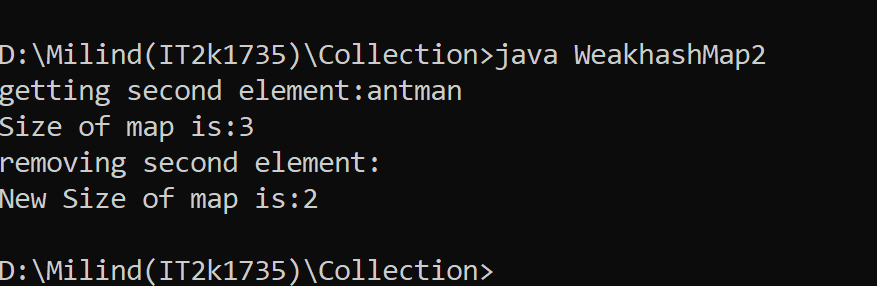 D:\Milind(IT2k1735)\Collection>java WeakhashMap2
getting second element:antman
Size of map is:3
removing second element:
New Size of map is:2
D:\Milind(IT2k1735)\Collection>